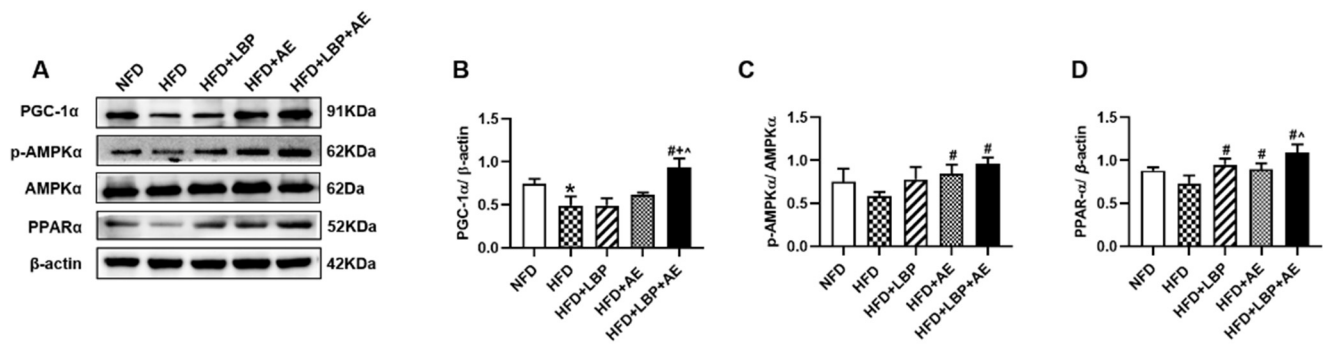 A
NFD
HFD
HFD+LBP
HFD+AE
HFD+LBP+AE
PGC-1α 91KDa
p-AMPKα 62KDa
AMPKα 62Da
PPARα 52KDa
β-actin 42KDa
B
PGC-1α/ β-actin
1.5
1.0
0.5
0.0
*
#+^
NFD
HFD
HFD+LBP
HFD+AE
HFD+LBP+AE
C
p-AMPKα/ AMPKα
1.5
1.0
0.5
0.0
#
#
NFD
HFD
HFD+LBP
HFD+AE
HFD+LBP+AE
D
PPAR-α/ β-actin
1.5
1.0
0.5
0.0
#
#
#^
NFD
HFD
HFD+LBP
HFD+AE
HFD+LBP+AE